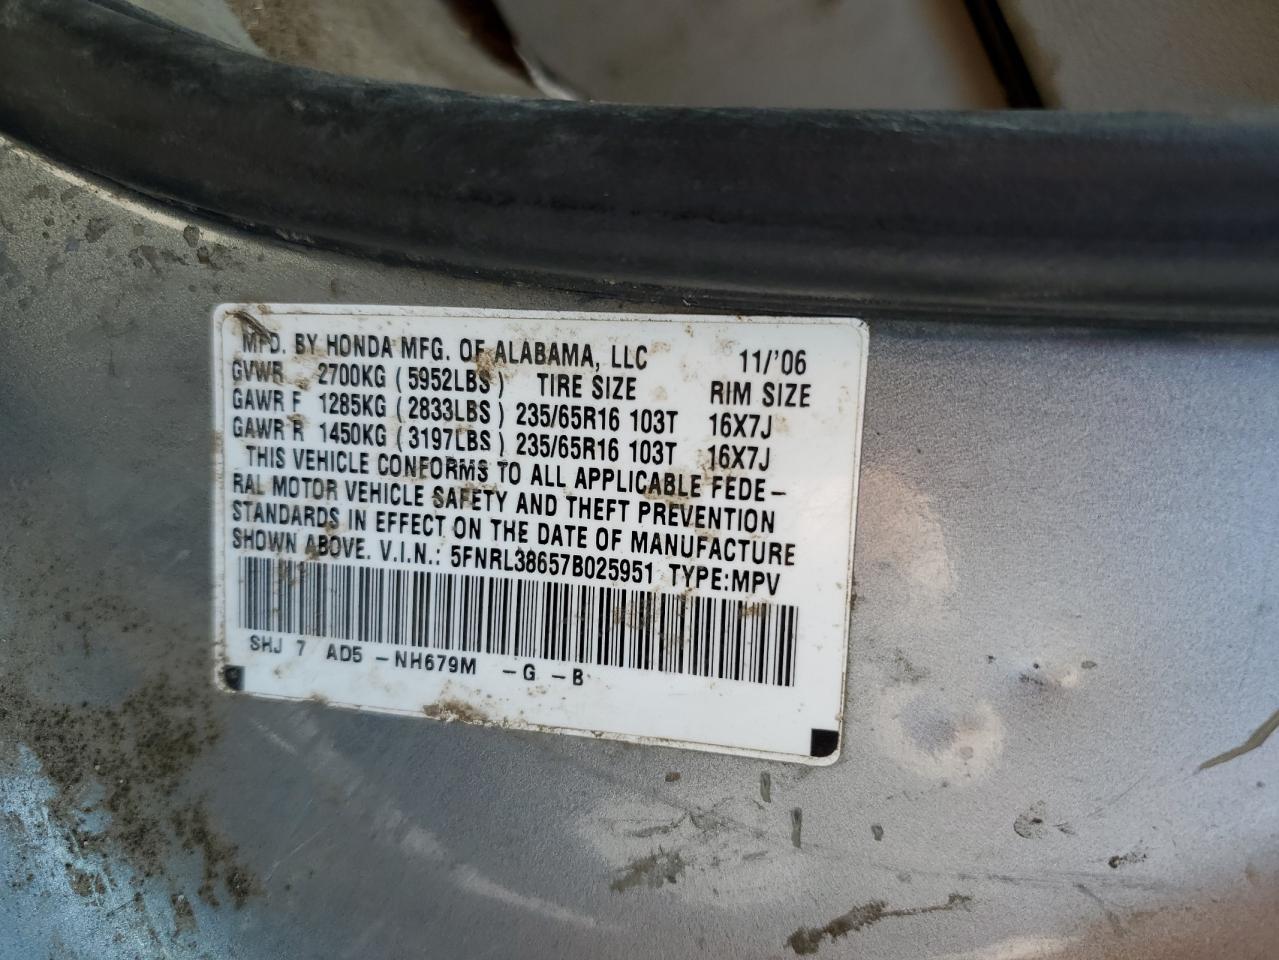 MFD. BY HONDA MFG. OF ALABAMA, LLC 11/'06
GVWR 2700KG (5952LBS) TIRE SIZE RIM SIZE
GAWR F 1285KG (2833LBS) 235/65R16 103T 16X7J
GAWR R 1450KG (3197LBS) 235/65R16 103T 16X7J
THIS VEHICLE CONFORMS TO ALL APPLICABLE FEDE-
RAL MOTOR VEHICLE SAFETY AND THEFT PREVENTION
STANDARDS IN EFFECT ON THE DATE OF MANUFACTURE
SHOWN ABOVE. V.I.N.: 5FNRL38657B025951 TYPE:MPV
SHJ 7 AD5 -NH679M -G -B